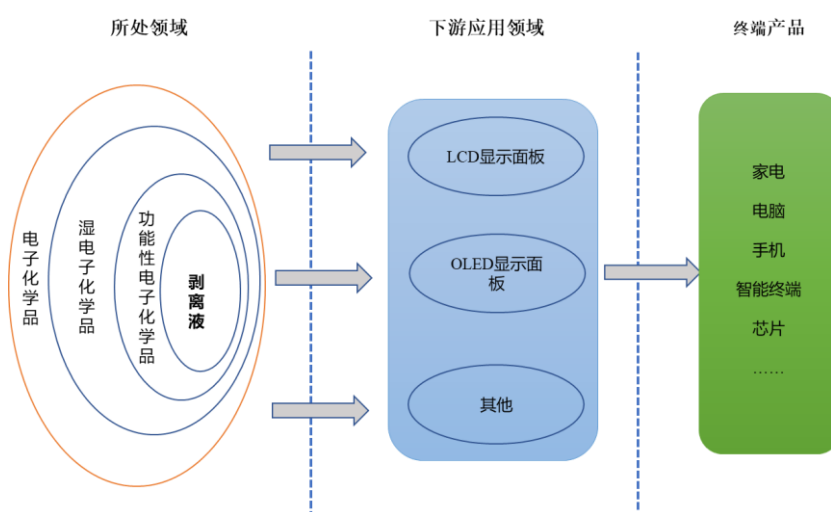 所处领域
下游应用领域
终端产品
电子化学品
湿电子化学品
功能性电子化学品
剥离液
LCD显示面板
OLED显示面
板
其他
家电
电脑
手机
智能终端
芯片
……